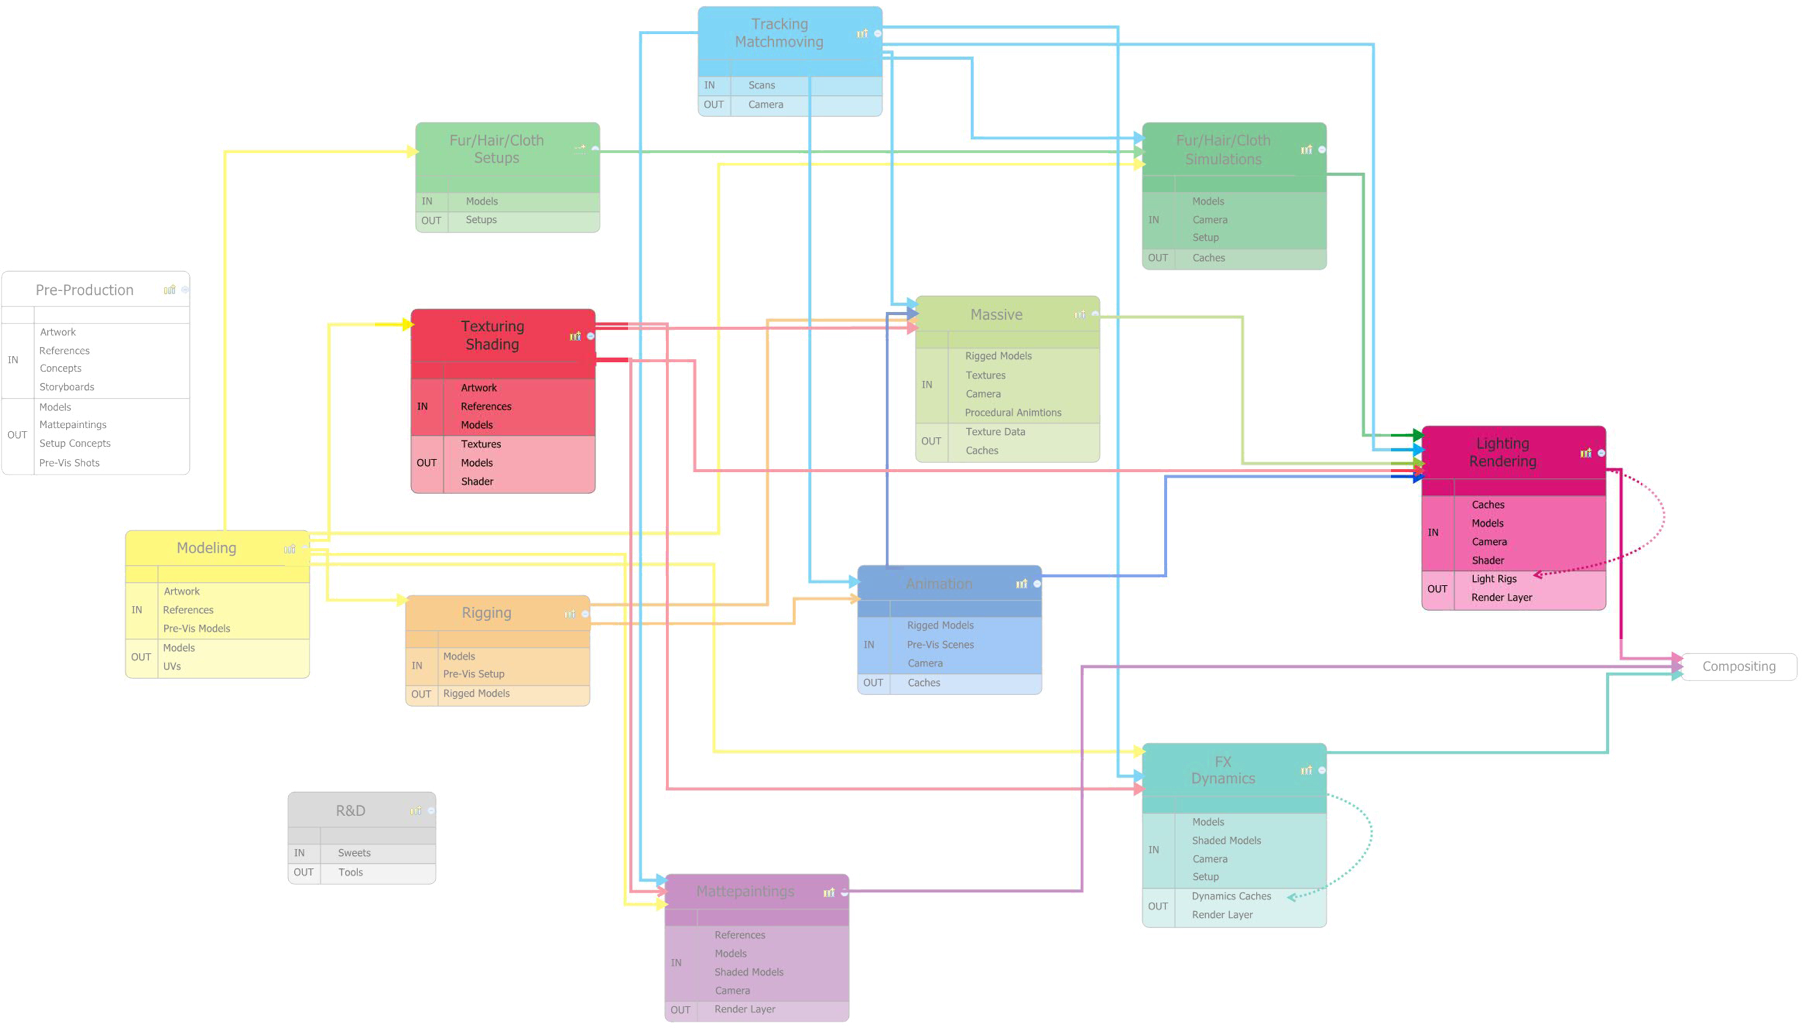 Tracking
Matchmoving
IN Scans
OUT Camera
Fur/Hair/Cloth
Setups
IN Models
OUT Setups
Fur/Hair/Cloth
Simulations
IN
Models
Camera
Setup
OUT Caches
Pre-Production
IN
Artwork
References
Concepts
Storyboards
OUT
Models
Mattepaintings
Setup Concepts
Pre-Vis Shots
Texturing
Shading
IN
Artwork
References
Models
OUT
Textures
Models
Shader
Massive
IN
Rigged Models
Textures
Camera
Procedural Animtions
OUT
Texture Data
Caches
Lighting
Rendering
IN
Caches
Models
Camera
Shader
OUT
Light Rigs
Render Layer
Modeling
IN
Artwork
References
Pre-Vis Models
OUT
Models
UVs
Rigging
IN
Models
Pre-Vis Setup
OUT Rigged Models
Animation
IN
Rigged Models
Pre-Vis Scenes
Camera
OUT Caches
Compositing
FX
Dynamics
IN
Models
Shaded Models
Camera
Setup
OUT
Dynamics Caches
Render Layer
R&D
IN Sweets
OUT Tools
Mattepaintings
IN
References
Models
Shaded Models
Camera
OUT Render Layer